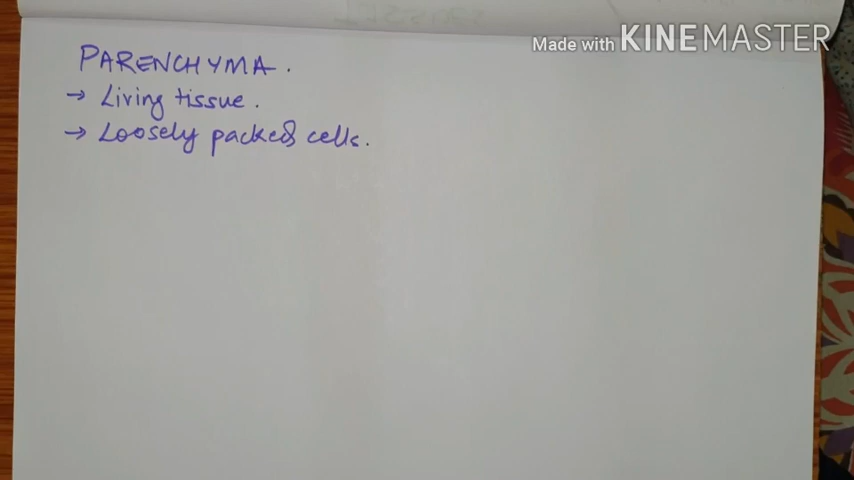 Made with KINEMASTER
PARENCHYMA.
→ Living tissue.
→ Loosely packed cells.